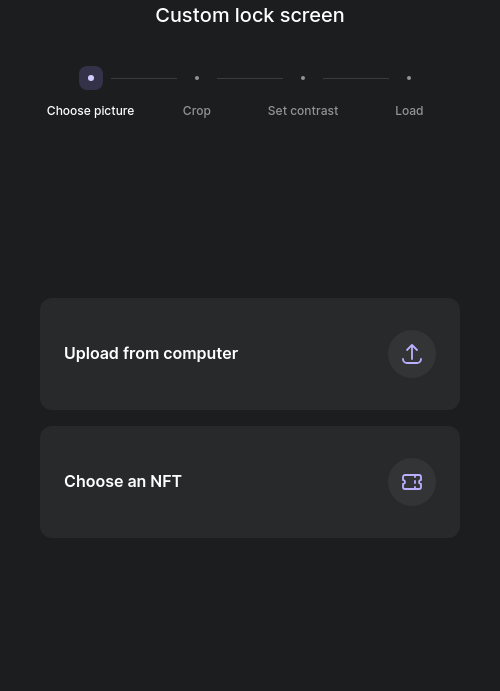 Custom lock screen
Choose picture
Crop
Set contrast
Load
Upload from computer
Choose an NFT